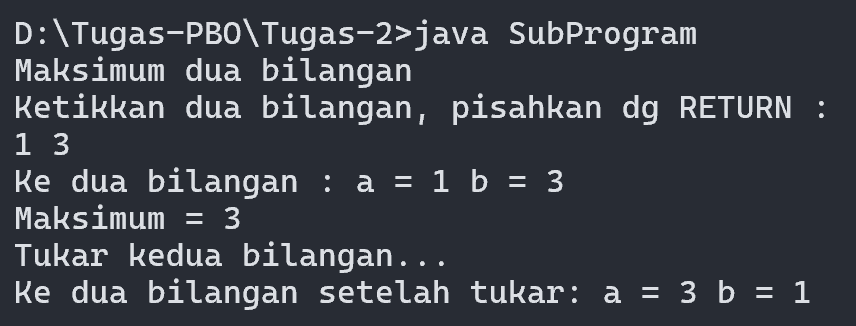 D:\Tugas-PBO\Tugas-2>java SubProgram
Maksimum dua bilangan
Ketikkan dua bilangan, pisahkan dg RETURN :
1 3
Ke dua bilangan : a = 1 b = 3
Maksimum = 3
Tukar kedua bilangan...
Ke dua bilangan setelah tukar: a = 3 b = 1